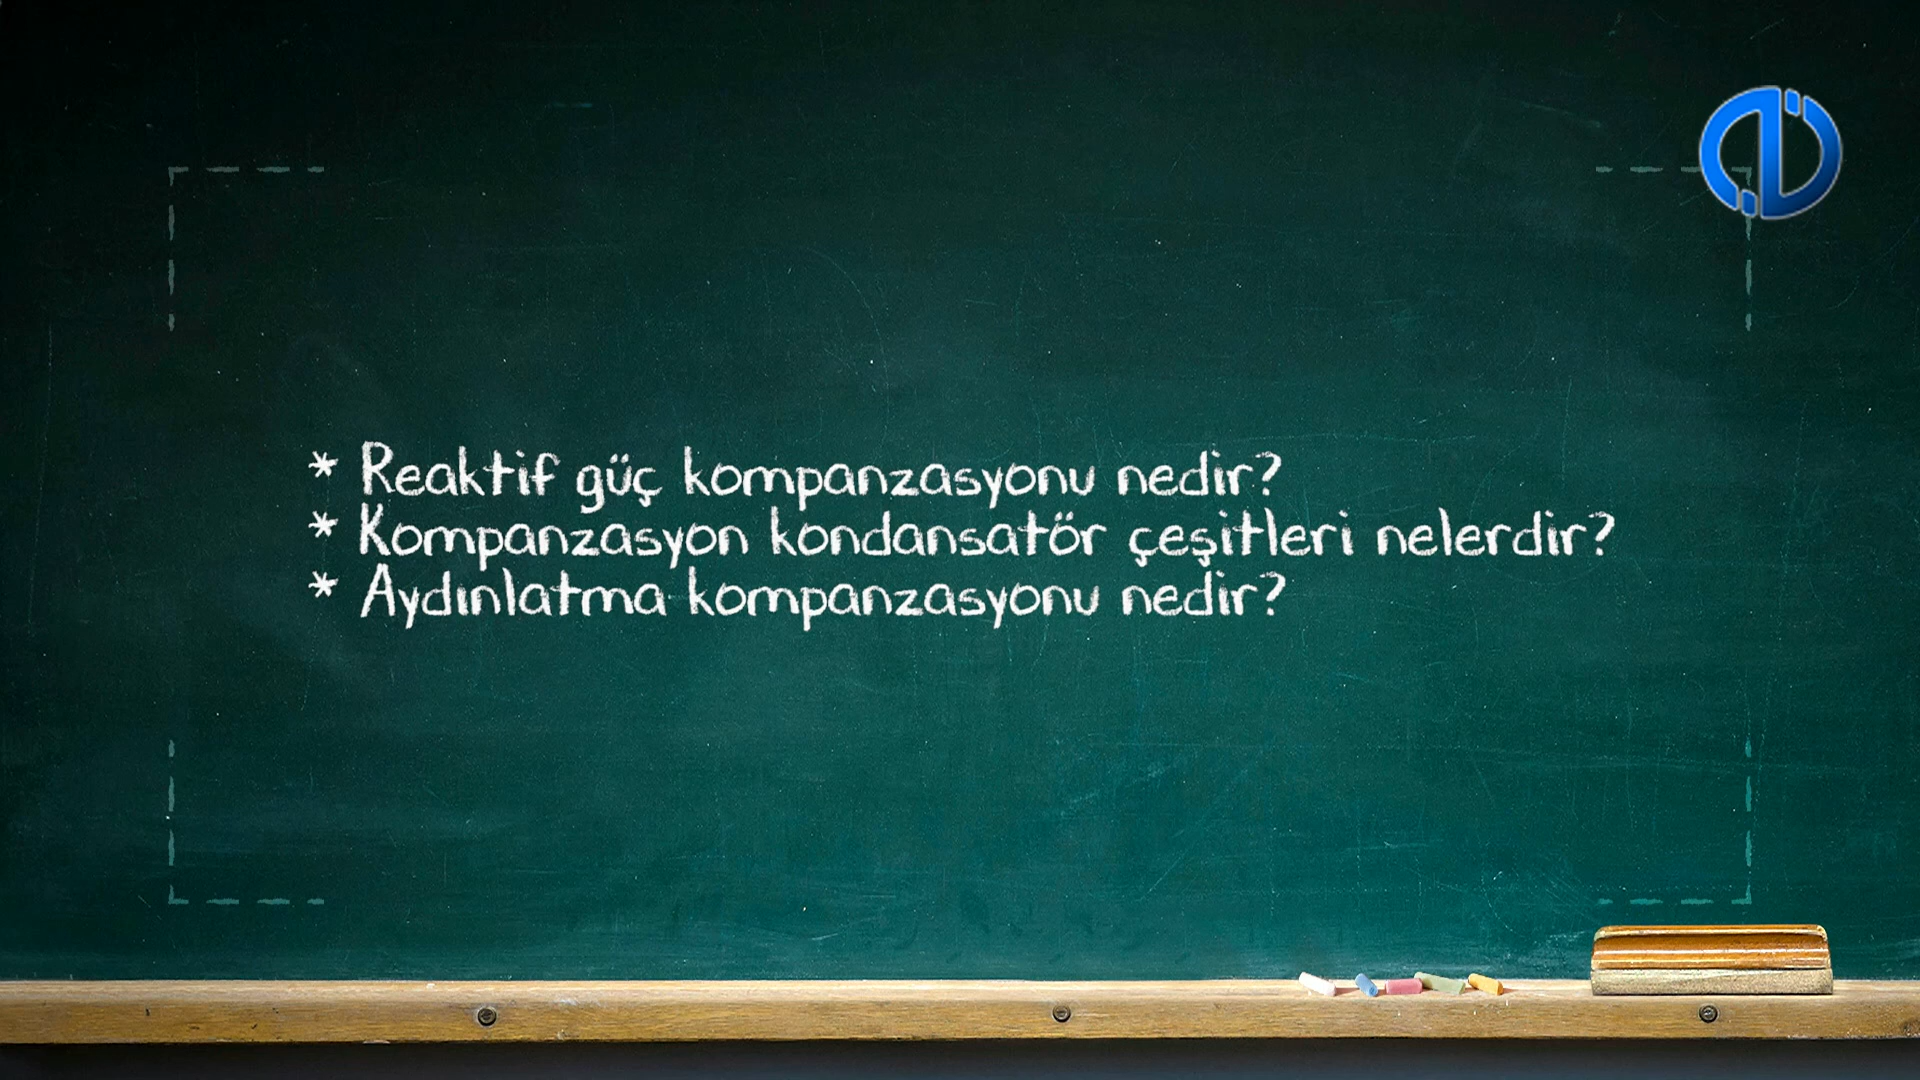 * Reaktif güç kompanzasyonu nedir?
* Kompanzasyon kondansatör çeşitleri nelerdir?
* Aydınlatma kompanzasyonu nedir?